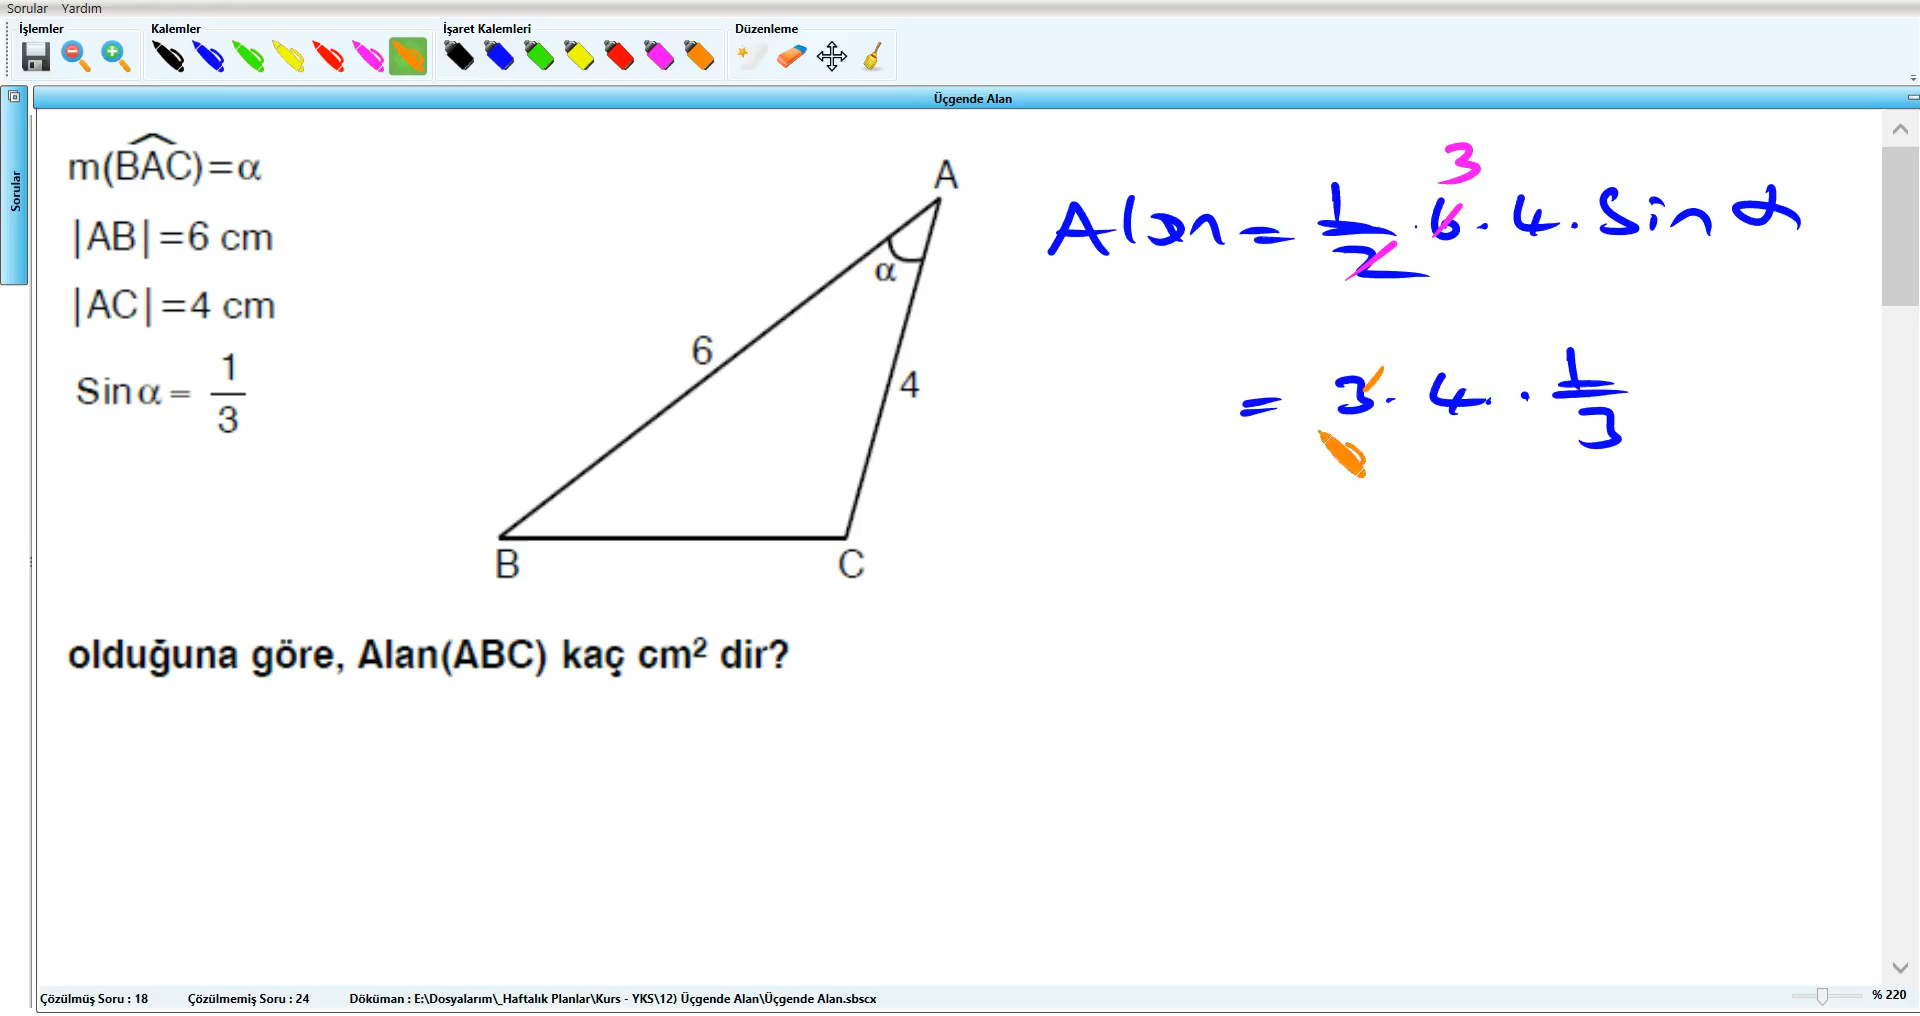 Sorular Yardım
İşlemler Kalemler İşaret Kalemleri Düzenleme
Üçgende Alan
Sorular
m(BAC)=α
|AB|=6 cm
|AC|=4 cm
Sinα = 1/3
A
α
6
4
B C
olduğuna göre, Alan(ABC) kaç cm² dir?
3
Alan = 1/2 . 6 . 4 . Sin α
= 3 . 4 . 1/3
Çözülmüş Soru : 18 Çözülmemiş Soru : 24 Döküman : E:\Dosyalarım\_Haftalık Planlar\Kurs - YKS\12) Üçgende Alan\Üçgende Alan.sbscx % 220